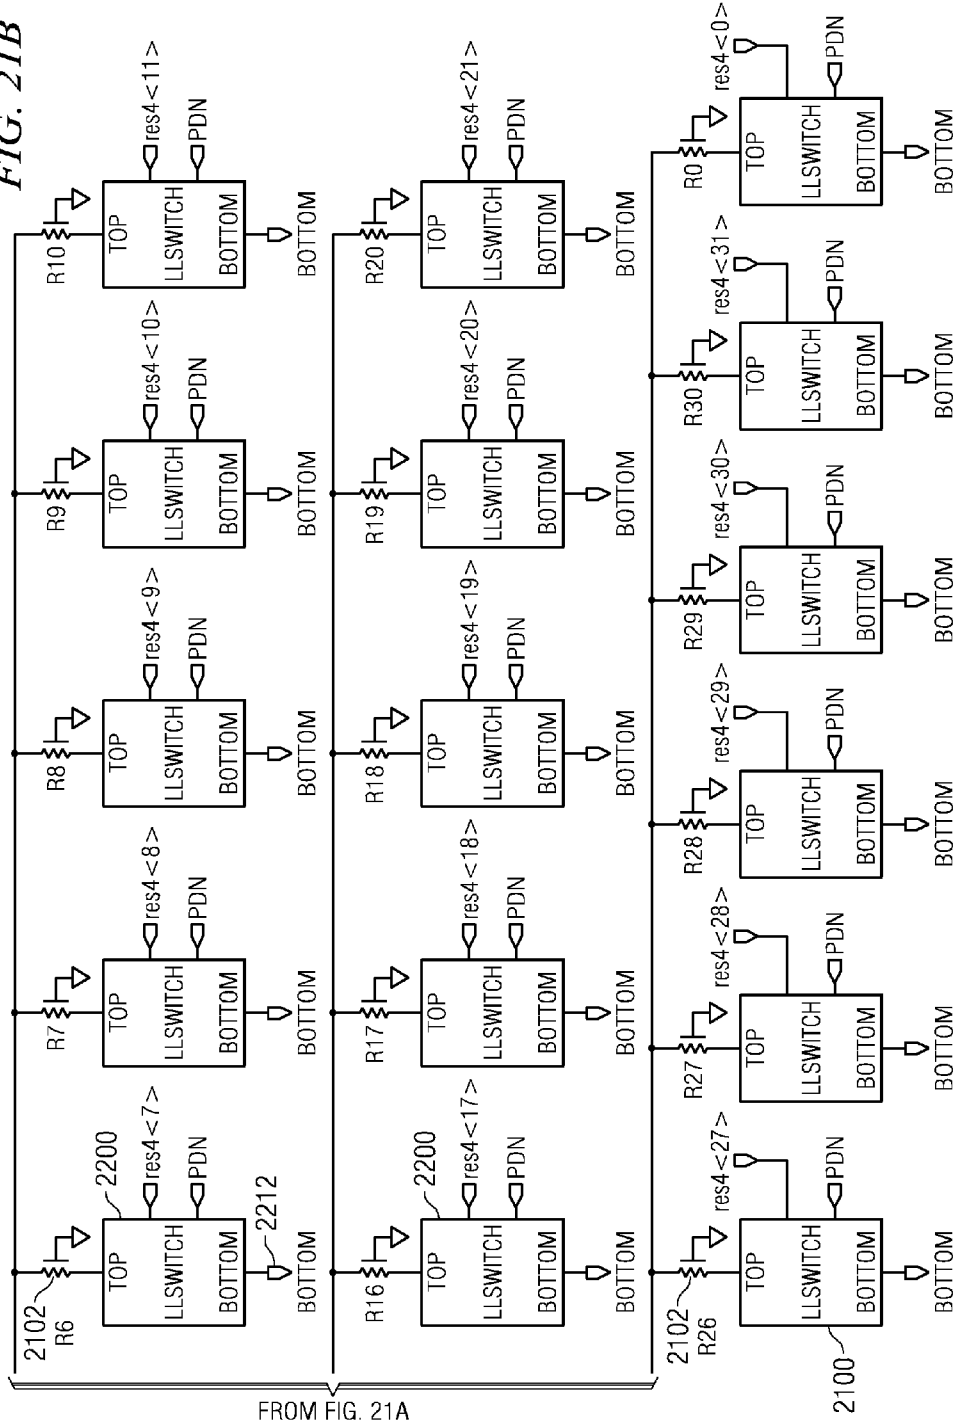 FIG. 21B
R10
TOP
LLSWITCH
BOTTOM
res4<11>
PDN
BOTTOM
R9
TOP
LLSWITCH
BOTTOM
res4<10>
PDN
BOTTOM
R8
TOP
LLSWITCH
BOTTOM
res4<9>
PDN
BOTTOM
R7
TOP
LLSWITCH
BOTTOM
res4<8>
PDN
BOTTOM
2102
R6
TOP
LLSWITCH
BOTTOM
2200
res4<7>
PDN
2212
BOTTOM
R20
TOP
LLSWITCH
BOTTOM
res4<21>
PDN
BOTTOM
R19
TOP
LLSWITCH
BOTTOM
res4<20>
PDN
BOTTOM
R18
TOP
LLSWITCH
BOTTOM
res4<19>
PDN
BOTTOM
R17
TOP
LLSWITCH
BOTTOM
res4<18>
PDN
BOTTOM
R16
TOP
LLSWITCH
BOTTOM
2200
res4<17>
PDN
BOTTOM
R0
TOP
LLSWITCH
BOTTOM
res4<0>
PDN
BOTTOM
R30
TOP
LLSWITCH
BOTTOM
res4<31>
PDN
BOTTOM
R29
TOP
LLSWITCH
BOTTOM
res4<30>
PDN
BOTTOM
R28
TOP
LLSWITCH
BOTTOM
res4<29>
PDN
BOTTOM
R27
TOP
LLSWITCH
BOTTOM
res4<28>
PDN
BOTTOM
2102
R26
TOP
LLSWITCH
BOTTOM
res4<27>
PDN
BOTTOM
2100
FROM FIG. 21A